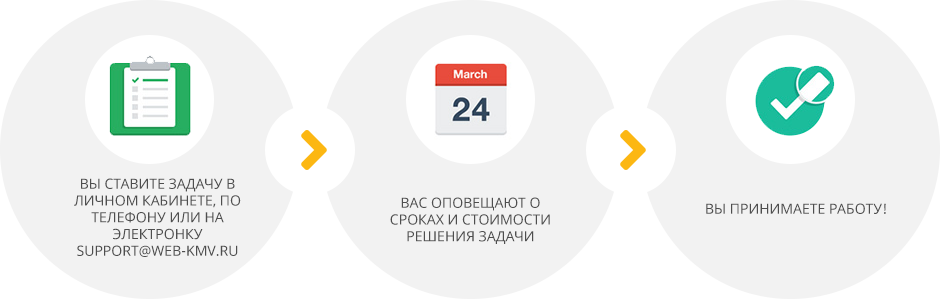 ВЫ СТАВИТЕ ЗАДАЧУ В
ЛИЧНОМ КАБИНЕТЕ, ПО
ТЕЛЕФОНУ ИЛИ НА
ЭЛЕКТРОНКУ
SUPPORT@WEB-KMV.RU
March
24
ВАС ОПОВЕЩАЮТ О
СРОКАХ И СТОИМОСТИ
РЕШЕНИЯ ЗАДАЧИ
ВЫ ПРИНИМАЕТЕ РАБОТУ!